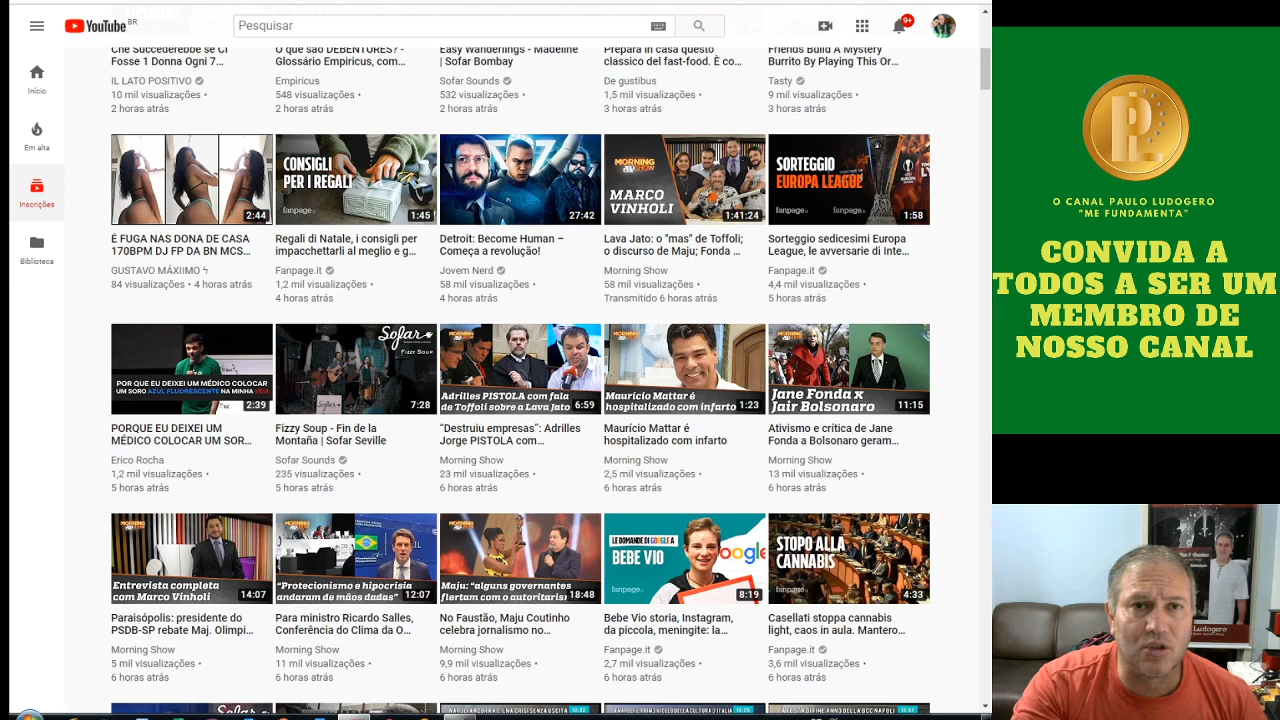 YouTube BR
Pesquisar
9+
Início
Em alta
Inscrições
Biblioteca
Che Succederebbe se Ci
Fosse 1 Donna Ogni 7...
IL LATO POSITIVO
10 mil visualizações •
2 horas atrás
O que são DEBÊNTURES? -
Glossário Empiricus, com...
Empiricus
548 visualizações •
2 horas atrás
Easy Wanderlings - Madeline
| Sofar Bombay
Sofar Sounds
532 visualizações •
2 horas atrás
Prepara in casa questo
classico del fast-food. È co...
De gustibus
1,5 mil visualizações •
3 horas atrás
Friends Build A Mystery
Burrito By Playing This Or...
Tasty
9 mil visualizações •
3 horas atrás
2:44
É FUGA NAS DONA DE CASA
170BPM DJ FP DA BN MCS...
GUSTAVO MÁXIIMO ϟ
84 visualizações • 4 horas atrás
CONSIGLI
PER I REGALI
fanpage.it
1:45
Regali di Natale, i consigli per
impacchettarli al meglio e g...
Fanpage.it
1,2 mil visualizações •
4 horas atrás
27:42
Detroit: Become Human –
Começa a revolução!
Jovem Nerd
58 mil visualizações •
4 horas atrás
MORNING
SHOW
MARCO
VINHOLI
1:41:24
Lava Jato: o "mas" de Toffoli;
o discurso de Maju; Fonda ...
Morning Show
58 mil visualizações •
Transmitido 6 horas atrás
SORTEGGIO
EUROPA LEAGUE
fanpage.it
1:58
Sorteggio sedicesimi Europa
League, le avversarie di Inte...
Fanpage.it
4,4 mil visualizações •
5 horas atrás
POR QUE EU DEIXEI UM MÉDICO COLOCAR
UM SORO AZUL FLUORESCENTE NA MINHA VEIA
2:39
PORQUE EU DEIXEI UM
MÉDICO COLOCAR UM SOR...
Erico Rocha
1,2 mil visualizações •
5 horas atrás
Sofar
FIZZY SOUP
Sofar
7:28
Fizzy Soup - Fin de la
Montaña | Sofar Seville
Sofar Sounds
235 visualizações •
5 horas atrás
MORNING
SHOW
Adrilles PISTOLA com fala
de Toffoli sobre a Lava Jato
6:59
“Destruiu empresas”: Adrilles
Jorge PISTOLA com...
Morning Show
23 mil visualizações •
6 horas atrás
MORNING
SHOW
Maurício Mattar é
hospitalizado com infarto
1:23
Maurício Mattar é
hospitalizado com infarto
Morning Show
2,5 mil visualizações •
6 horas atrás
MORNING
SHOW
Jane Fonda x
Jair Bolsonaro
11:15
Ativismo e crítica de Jane
Fonda a Bolsonaro geram...
Morning Show
13 mil visualizações •
6 horas atrás
MORNING
SHOW
Entrevista completa
com Marco Vinholi
14:07
Paraisópolis: presidente do
PSDB-SP rebate Maj. Olimpi...
Morning Show
5 mil visualizações •
6 horas atrás
MORNING
SHOW
“Protecionismo e hipocrisia
andaram de mãos dadas”
12:07
Para ministro Ricardo Salles,
Conferência do Clima da O...
Morning Show
11 mil visualizações •
6 horas atrás
MORNING
SHOW
Maju: “alguns governantes
flertam com o autoritaris
18:48
No Faustão, Maju Coutinho
celebra jornalismo no...
Morning Show
9,9 mil visualizações •
6 horas atrás
LE DOMANDE DI GOOGLE A
BEBE VIO
oogle
fanpage.it
8:19
Bebe Vio storia, Instagram,
da piccola, meningite: la...
Fanpage.it
2,7 mil visualizações •
6 horas atrás
STOPO ALLA
CANNABIS
fanpage.it
4:33
Casellati stoppa cannabis
light, caos in aula. Mantero...
Fanpage.it
3,6 mil visualizações •
6 horas atrás
PL
O CANAL PAULO LUDOGERO
"ME FUNDAMENTA"
CONVIDA A
TODOS A SER UM
MEMBRO DE
NOSSO CANAL
Ludogero